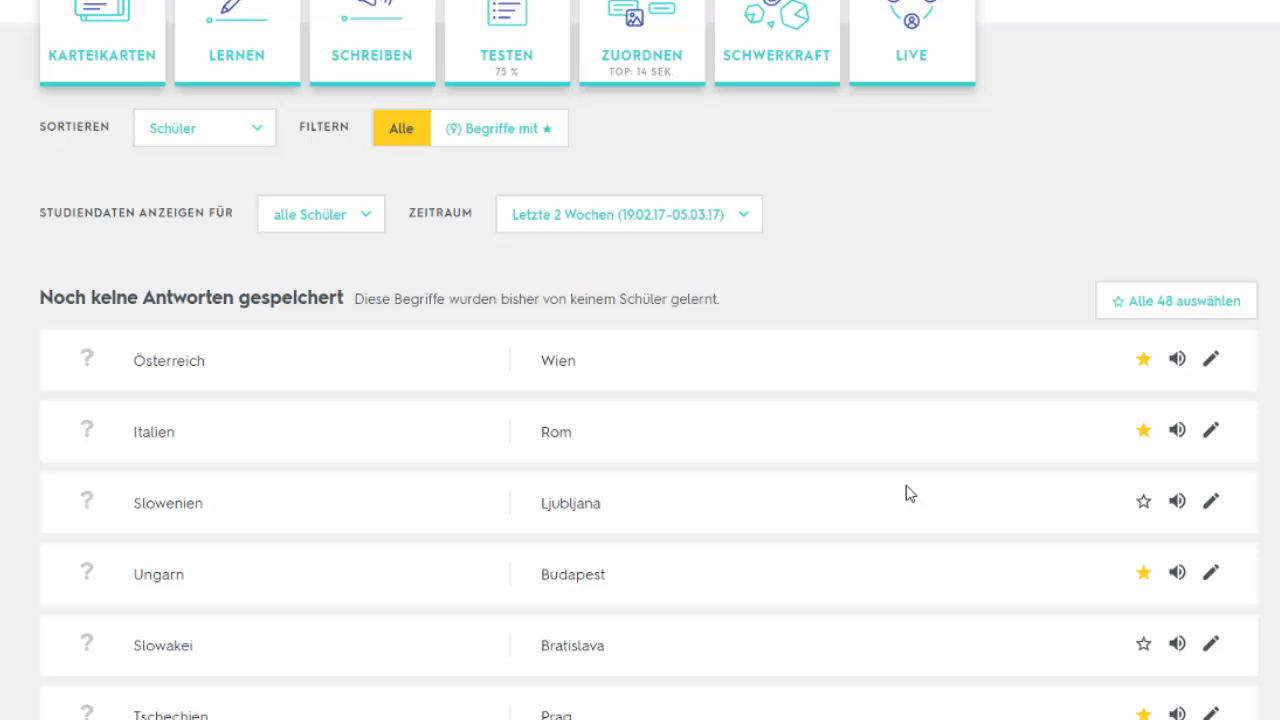 KARTEIKARTEN LERNEN SCHREIBEN TESTEN ZUORDNEN SCHWERKRAFT LIVE
75 % TOP: 14 SEK.
SORTIEREN Schüler FILTERN Alle (9) Begriffe mit ★
STUDIENDATEN ANZEIGEN FÜR alle Schüler ZEITRAUM Letzte 2 Wochen (19.02.17–05.03.17)
Noch keine Antworten gespeichert Diese Begriffe wurden bisher von keinem Schüler gelernt. ☆ Alle 48 auswählen
? Österreich Wien
? Italien Rom
? Slowenien Ljubljana
? Ungarn Budapest
? Slowakei Bratislava
? Tschechien Prag